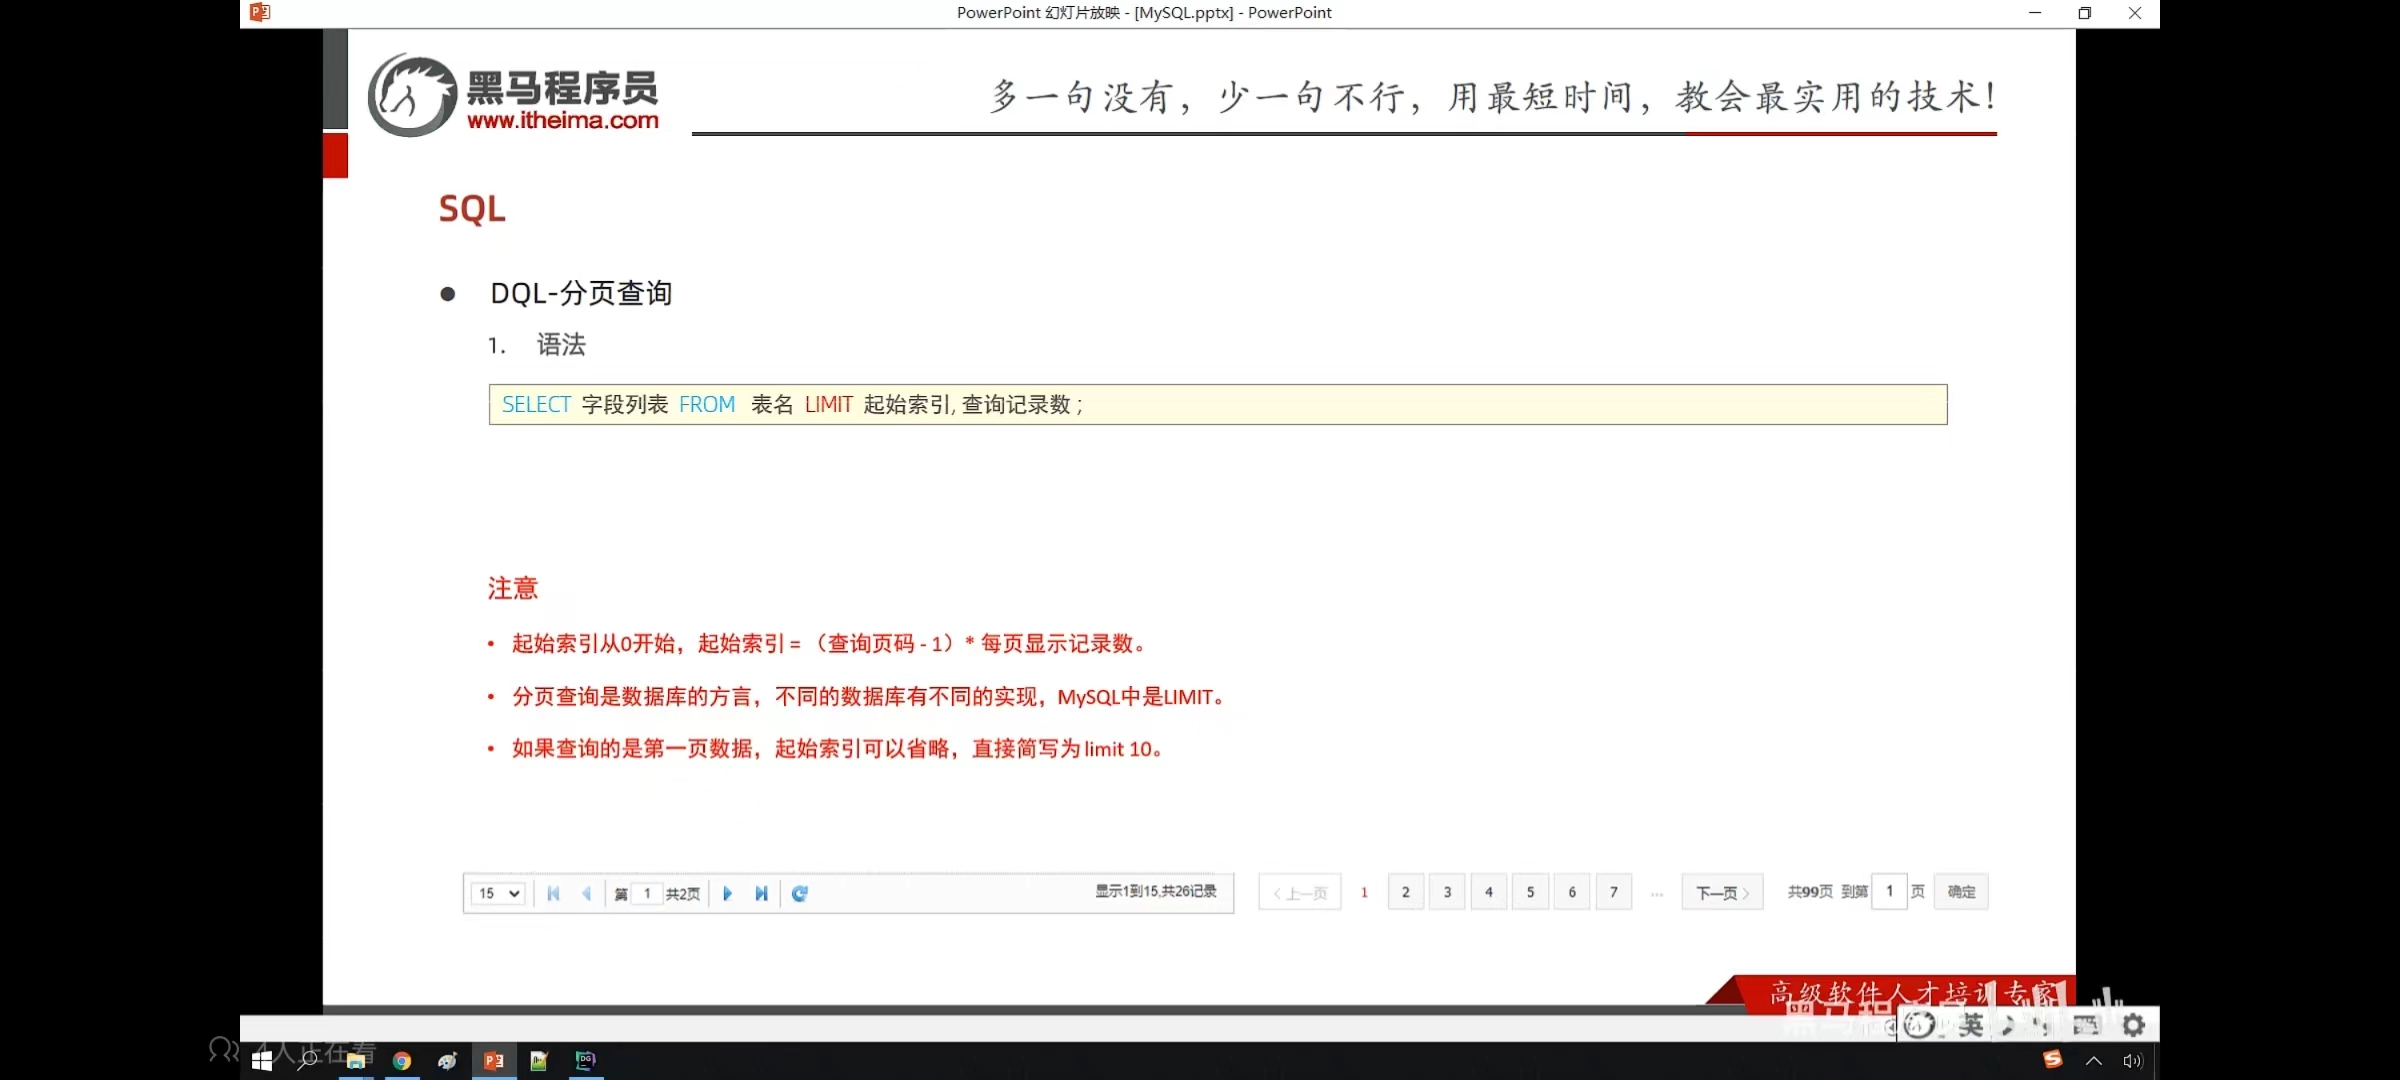 PowerPoint 幻灯片放映 - [MySQL.pptx] - PowerPoint
黑马程序员
www.itheima.com
多一句没有，少一句不行，用最短时间，教会最实用的技术！
SQL
● DQL-分页查询
1. 语法
SELECT 字段列表 FROM 表名 LIMIT 起始索引, 查询记录数 ;
注意
• 起始索引从0开始，起始索引 = （查询页码 - 1）* 每页显示记录数。
• 分页查询是数据库的方言，不同的数据库有不同的实现，MySQL中是LIMIT。
• 如果查询的是第一页数据，起始索引可以省略，直接简写为 limit 10。
15 第 1 共2页 显示1到15,共26记录 <上一页 1 2 3 4 5 6 7 ... 下一页> 共99页 到第 1 页 确定
高级软件人才培训专家
英
4人正在看